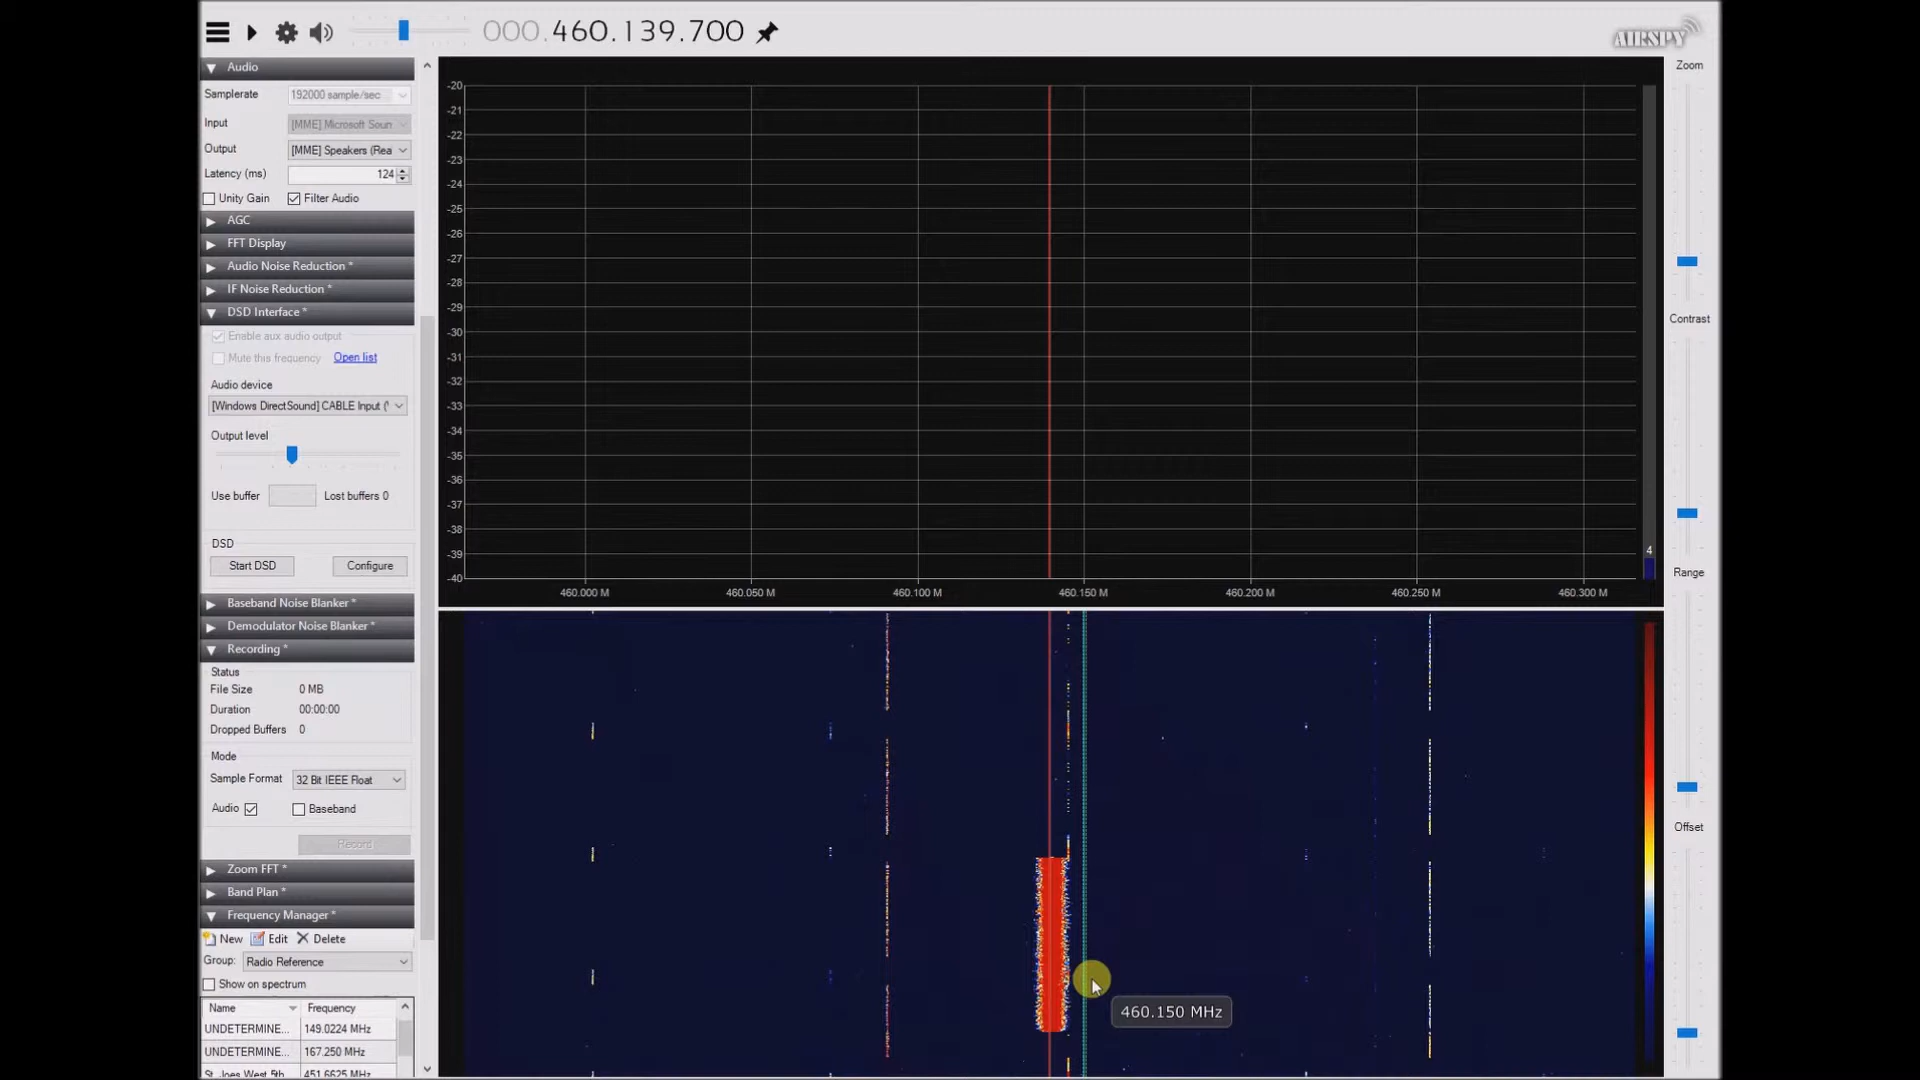 000.460.139.700
AIRSPY
Audio
Samplerate 192000 sample/sec
Input [MME] Microsoft Soun
Output [MME] Speakers (Rea
Latency (ms) 124
Unity Gain Filter Audio
AGC
FFT Display
Audio Noise Reduction *
IF Noise Reduction *
DSD Interface *
Enable aux audio output
Mute this frequency Open list
Audio device
[Windows DirectSound] CABLE Input (
Output level
Use buffer Lost buffers 0
DSD
Start DSD Configure
Baseband Noise Blanker *
Demodulator Noise Blanker *
Recording *
Status
File Size 0 MB
Duration 00:00:00
Dropped Buffers 0
Mode
Sample Format 32 Bit IEEE Float
Audio Baseband
Record
Zoom FFT *
Band Plan *
Frequency Manager *
New Edit Delete
Group: Radio Reference
Show on spectrum
Name Frequency
UNDETERMINE... 149.0224 MHz
UNDETERMINE... 167.250 MHz
St. Joes West 5th 451.6625 MHz
-20
-21
-22
-23
-24
-25
-26
-27
-28
-29
-30
-31
-32
-33
-34
-35
-36
-37
-38
-39
-40
460.000 M 460.050 M 460.100 M 460.150 M 460.200 M 460.250 M 460.300 M
4
460.150 MHz
Zoom
Contrast
Range
Offset